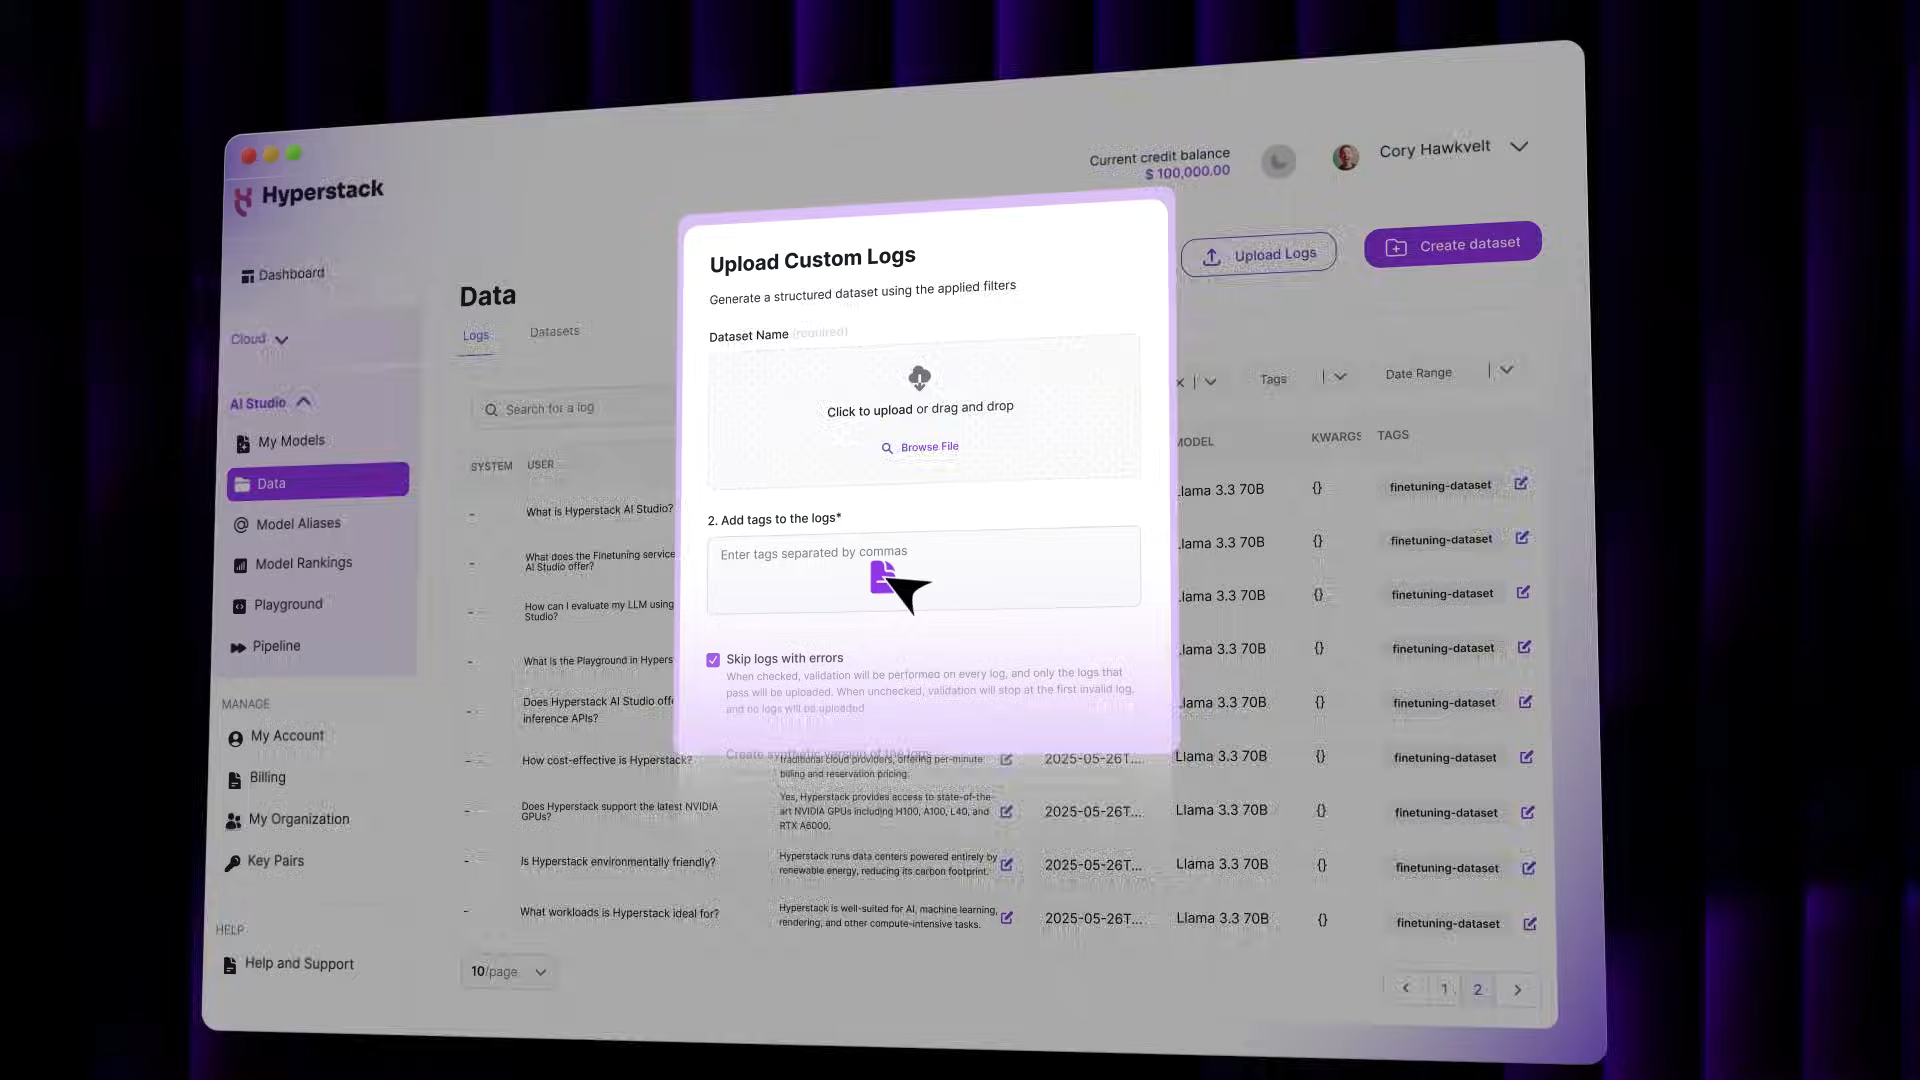 Hyperstack
Current credit balance
$ 100,000.00
Cory Hawkvelt
Dashboard
Cloud
AI Studio
My Models
Data
Model Aliases
Model Rankings
Playground
Pipeline
MANAGE
My Account
Billing
My Organization
Key Pairs
HELP
Help and Support
Data
Logs
Datasets
Upload Logs
Create dataset
Search for a log
Tags
Date Range
SYSTEM
USER
MODEL
KWARGS
TAGS
Upload Custom Logs
Generate a structured dataset using the applied filters
Dataset Name (required)
Click to upload or drag and drop
Browse File
2. Add tags to the logs*
Enter tags separated by commas
Skip logs with errors
When checked, validation will be performed on every log, and only the logs that
pass will be uploaded. When unchecked, validation will stop at the first invalid log,
and no logs will be uploaded
Create synthetic version of the logs
- What is Hyperstack AI Studio? Llama 3.3 70B {} finetuning-dataset
- What does the Finetuning service
AI Studio offer? Llama 3.3 70B {} finetuning-dataset
- How can I evaluate my LLM using
Studio? Llama 3.3 70B {} finetuning-dataset
- What is the Playground in Hypers Llama 3.3 70B {} finetuning-dataset
- Does Hyperstack AI Studio offe
inference APIs? Llama 3.3 70B {} finetuning-dataset
- How cost-effective is Hyperstack?
traditional cloud providers, offering per-minute
billing and reservation pricing.
2025-05-26T.... Llama 3.3 70B {} finetuning-dataset
- Does Hyperstack support the latest NVIDIA
GPUs?
Yes, Hyperstack provides access to state-of-the-
art NVIDIA GPUs including H100, A100, L40, and
RTX A6000.
2025-05-26T... Llama 3.3 70B {} finetuning-dataset
- Is Hyperstack environmentally friendly?
Hyperstack runs data centers powered entirely by
renewable energy, reducing its carbon footprint.
2025-05-26T... Llama 3.3 70B {} finetuning-dataset
- What workloads is Hyperstack ideal for?
Hyperstack is well-suited for AI, machine learning,
rendering, and other compute-intensive tasks.
2025-05-26T... Llama 3.3 70B {} finetuning-dataset
10/page
1 2